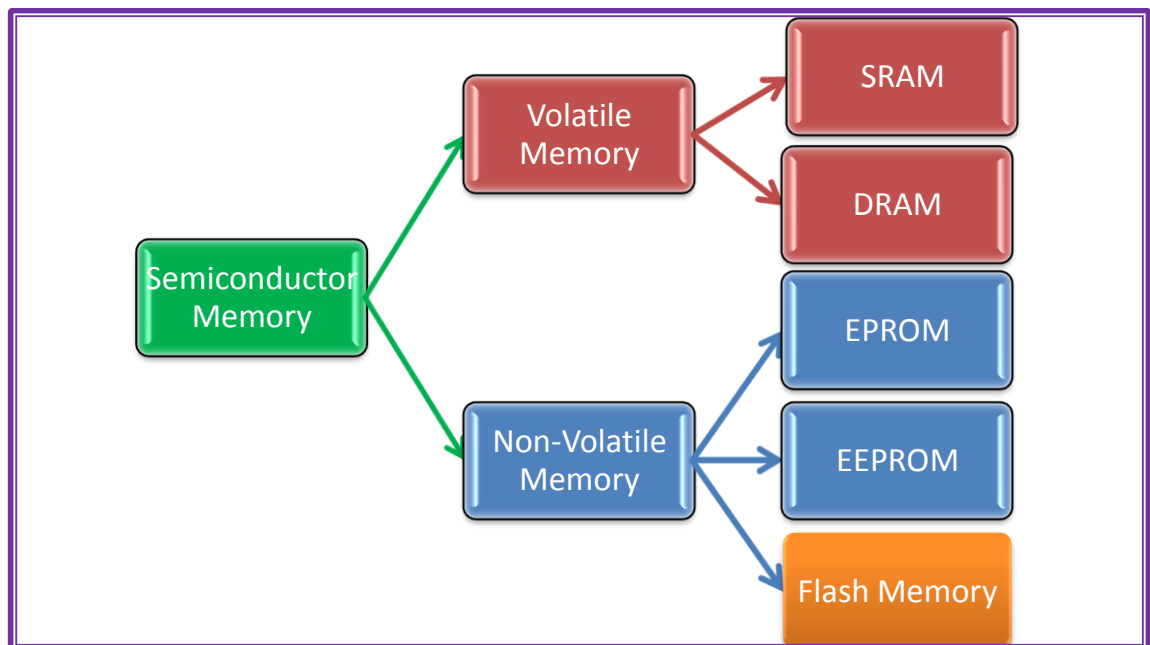 Semiconductor
Memory
Volatile
Memory
SRAM
DRAM
Non-Volatile
Memory
EPROM
EEPROM
Flash Memory